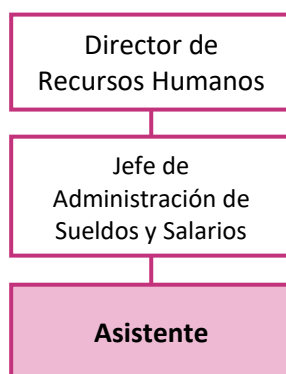 Director de
Recursos Humanos
Jefe de
Administración de
Sueldos y Salarios
Asistente